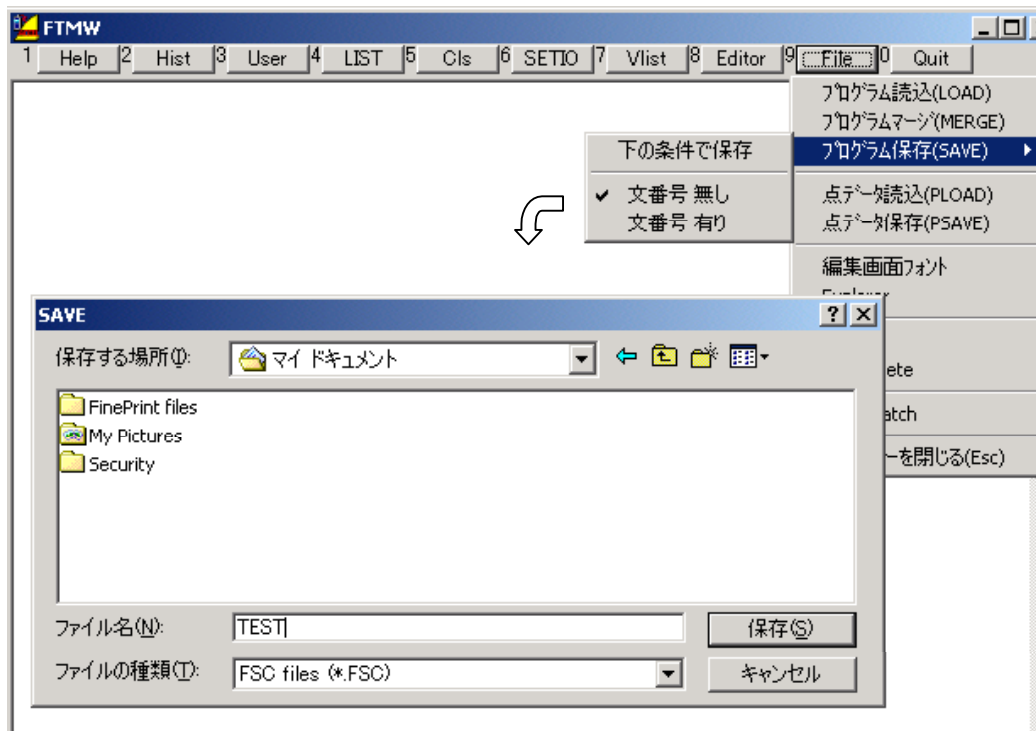 FTMW
1 Help 2 Hist 3 User 4 LIST 5 Cls 6 SETIO 7 Vlist 8 Editor 9 File 0 Quit
ﾌﾟﾛｸﾞﾗﾑ読込(LOAD)
ﾌﾟﾛｸﾞﾗﾑﾏｰｼﾞ(MERGE)
ﾌﾟﾛｸﾞﾗﾑ保存(SAVE)
点ﾃﾞｰﾀ読込(PLOAD)
点ﾃﾞｰﾀ保存(PSAVE)
編集画面ﾌｫﾝﾄ
Explorer
ete
atch
ーを閉じる(Esc)
下の条件で保存
✓ 文番号 無し
文番号 有り
SAVE
保存する場所(I):
マイ ドキュメント
FinePrint files
My Pictures
Security
ファイル名(N):
TEST
保存(S)
ファイルの種類(T):
FSC files (*.FSC)
キャンセル